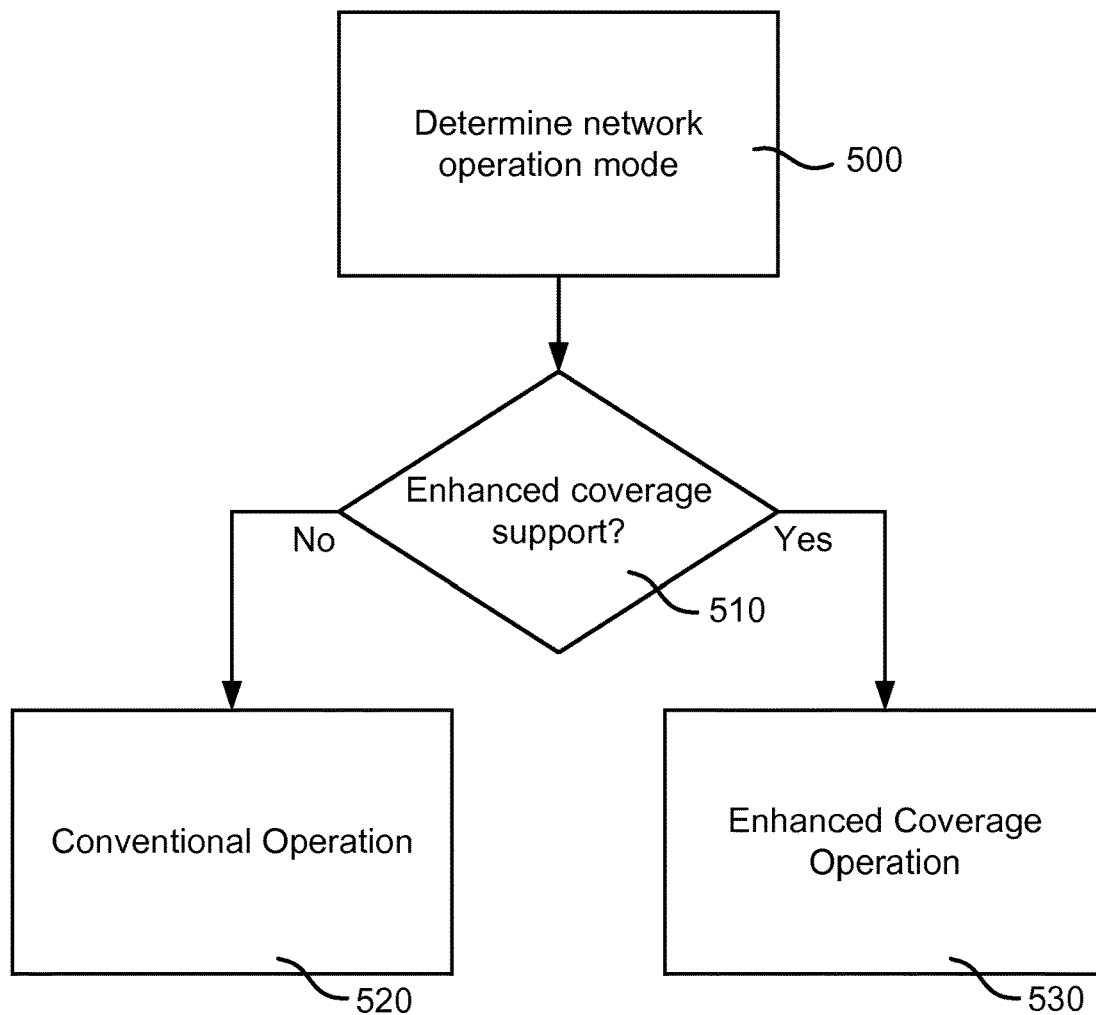 Determine network
operation mode
500
Enhanced coverage
support?
No
Yes
510
Conventional Operation
Enhanced Coverage
Operation
520
530